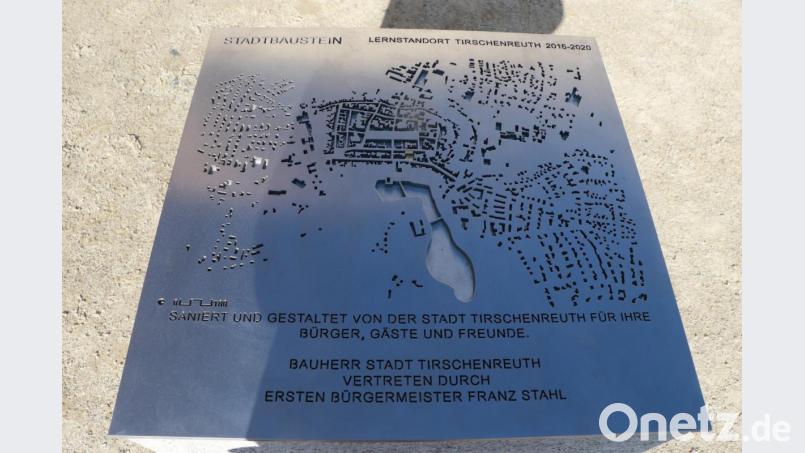 STADTBAUSTEIN LERNSTANDORT TIRSCHENREUTH 2015-2020
SANIERT UND GESTALTET VON DER STADT TIRSCHENREUTH FÜR IHRE
BÜRGER, GÄSTE UND FREUNDE.
BAUHERR STADT TIRSCHENREUTH
VERTRETEN DURCH
ERSTEN BÜRGERMEISTER FRANZ STAHL
Onetz.de